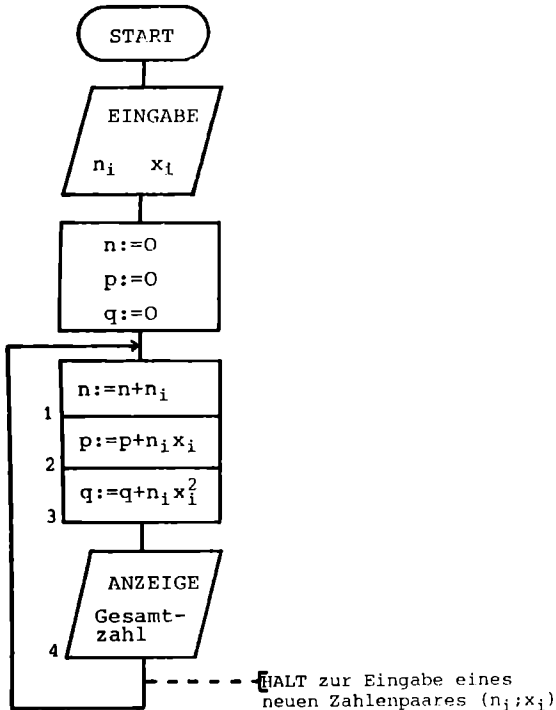 START
EINGABE
nᵢ xᵢ
n:=0
p:=0
q:=0
n:=n+nᵢ
1
p:=p+nᵢxᵢ
2
q:=q+nᵢxᵢ²
3
ANZEIGE
Gesamt-
zahl
4
HALT zur Eingabe eines
neuen Zahlenpaares (nᵢ;xᵢ)